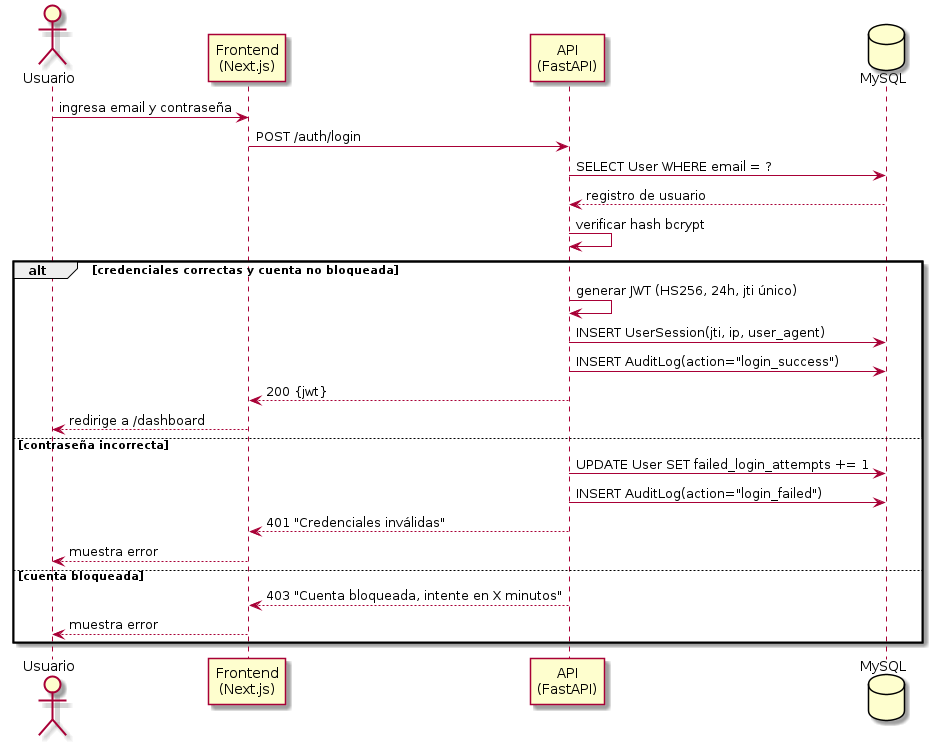 Usuario
Frontend
(Next.js)
API
(FastAPI)
MySQL
ingresa email y contraseña
POST /auth/login
SELECT User WHERE email = ?
registro de usuario
verificar hash bcrypt
alt [credenciales correctas y cuenta no bloqueada]
generar JWT (HS256, 24h, jti único)
INSERT UserSession(jti, ip, user_agent)
INSERT AuditLog(action="login_success")
200 {jwt}
redirige a /dashboard
[contraseña incorrecta]
UPDATE User SET failed_login_attempts += 1
INSERT AuditLog(action="login_failed")
401 "Credenciales inválidas"
muestra error
[cuenta bloqueada]
403 "Cuenta bloqueada, intente en X minutos"
muestra error
Usuario
Frontend
(Next.js)
API
(FastAPI)
MySQL